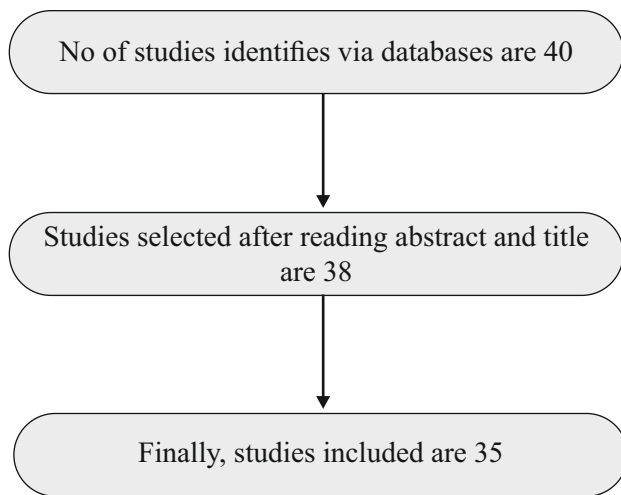 No of studies identifies via databases are 40
Studies selected after reading abstract and title
are 38
Finally, studies included are 35